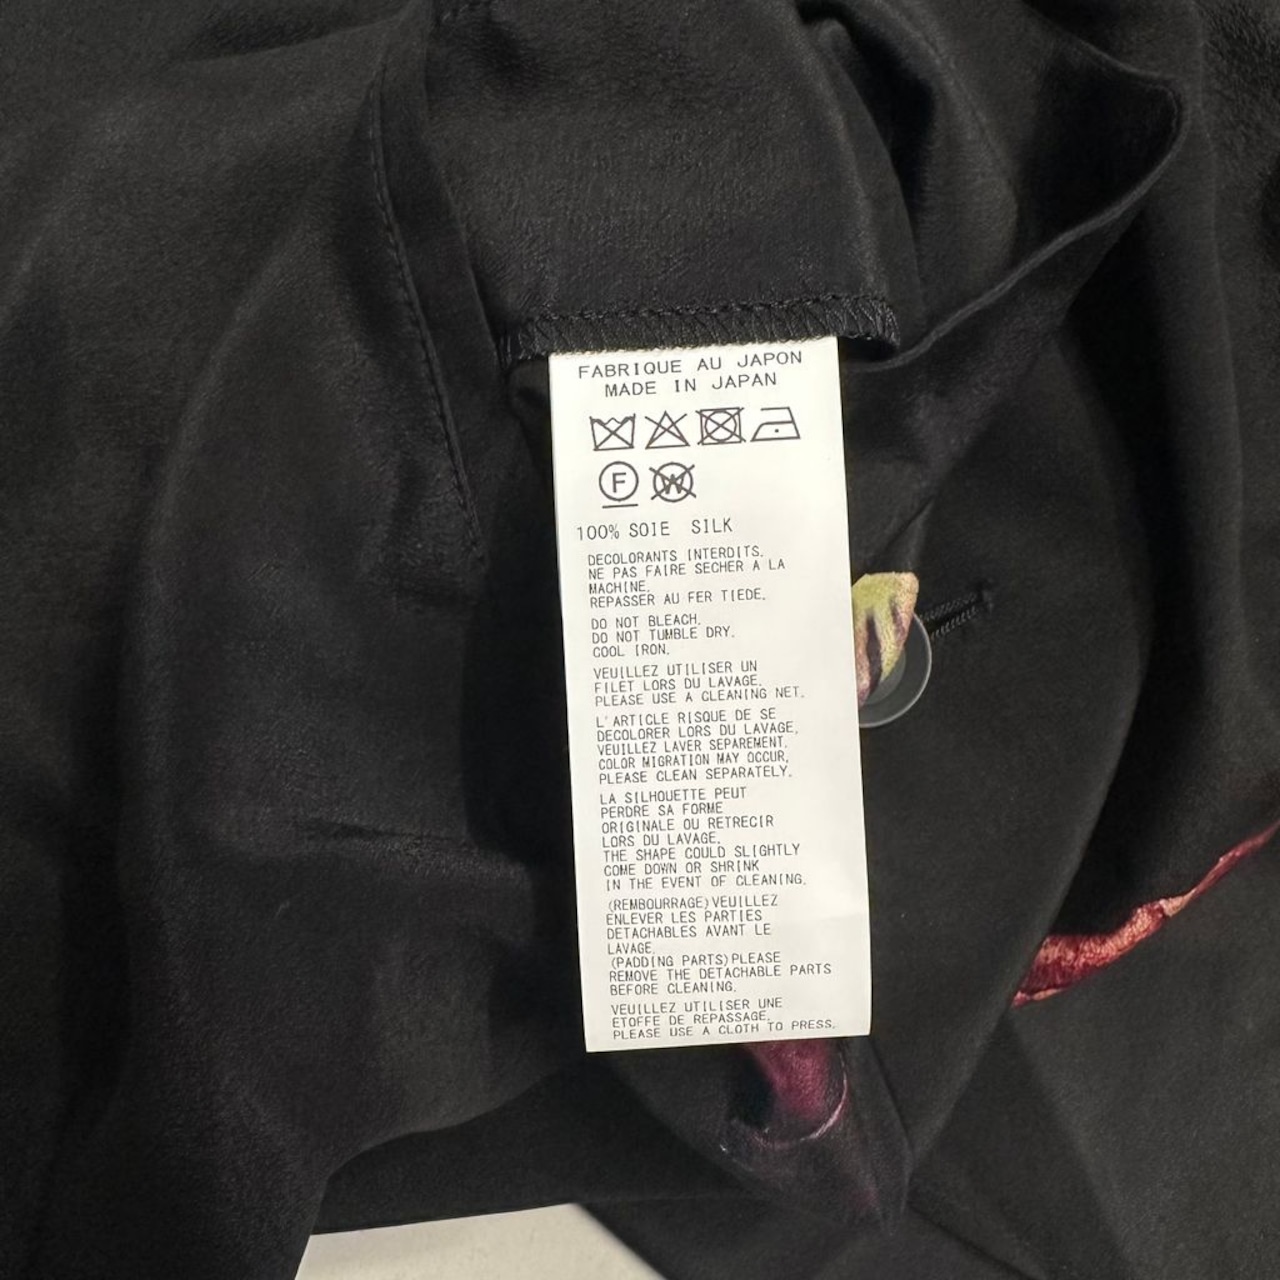 FABRIQUE AU JAPON
MADE IN JAPAN
F W
100% SOIE SILK
DECOLORANTS INTERDITS.
NE PAS FAIRE SECHER A LA
MACHINE.
REPASSER AU FER TIEDE.
DO NOT BLEACH.
DO NOT TUMBLE DRY.
COOL IRON.
VEUILLEZ UTILISER UN
FILET LORS DU LAVAGE.
PLEASE USE A CLEANING NET.
L'ARTICLE RISQUE DE SE
DECOLORER LORS DU LAVAGE,
VEUILLEZ LAVER SEPAREMENT.
COLOR MIGRATION MAY OCCUR,
PLEASE CLEAN SEPARATELY.
LA SILHOUETTE PEUT
PERDRE SA FORME
ORIGINALE OU RETRECIR
LORS DU LAVAGE.
THE SHAPE COULD SLIGHTLY
COME DOWN OR SHRINK
IN THE EVENT OF CLEANING.
(REMBOURRAGE)VEUILLEZ
ENLEVER LES PARTIES
DETACHABLES AVANT LE
LAVAGE.
(PADDING PARTS)PLEASE
REMOVE THE DETACHABLE PARTS
BEFORE CLEANING.
VEUILLEZ UTILISER UNE
ETOFFE DE REPASSAGE.
PLEASE USE A CLOTH TO PRESS.